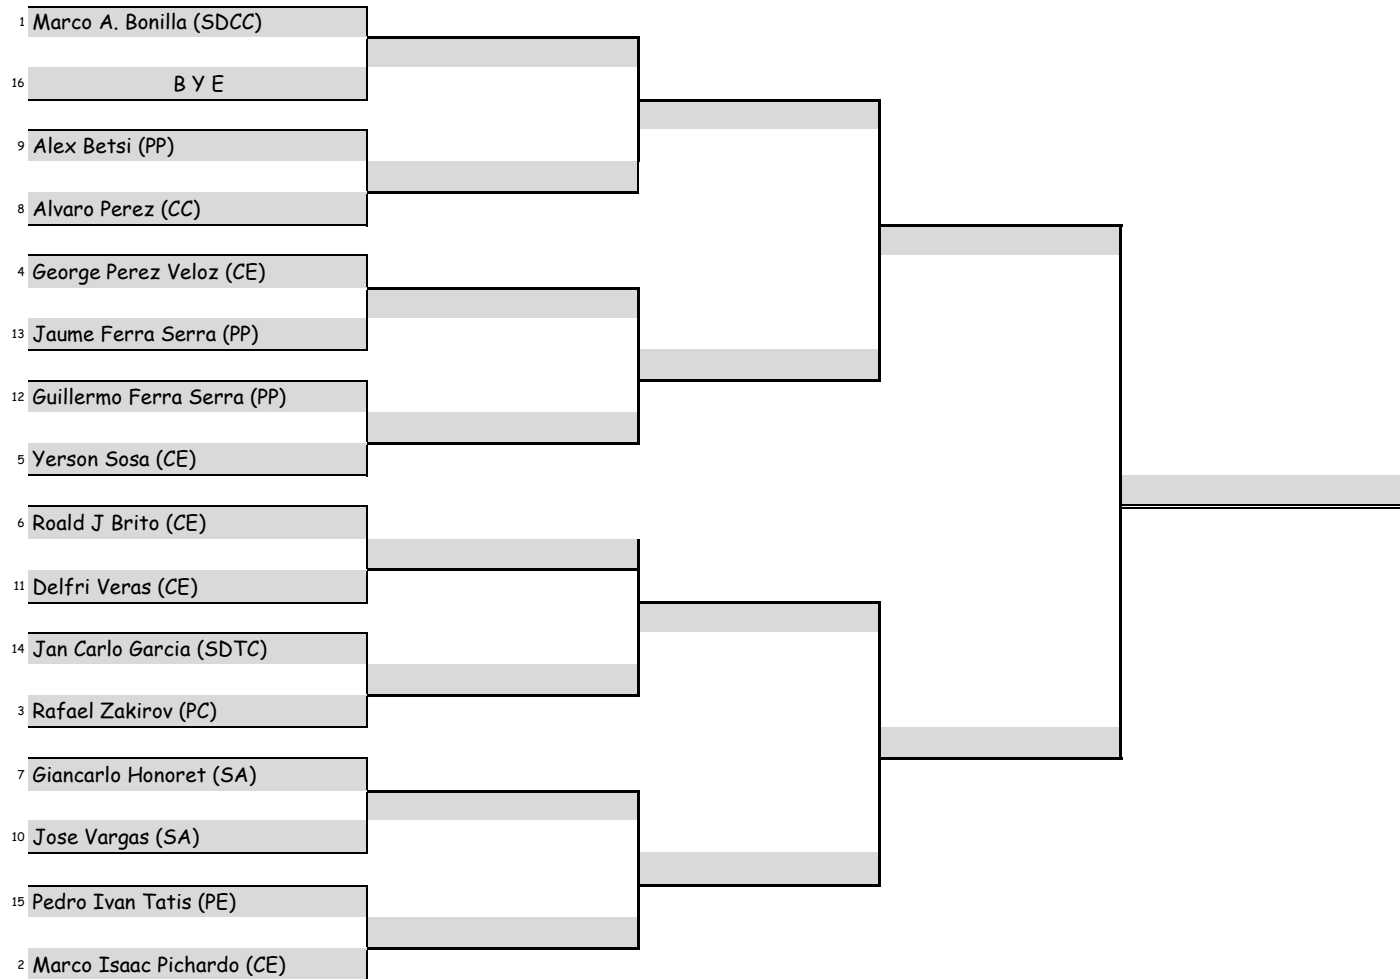 1 Marco A. Bonilla (SDCC)
16 B Y E
9 Alex Betsi (PP)
8 Alvaro Perez (CC)
4 George Perez Veloz (CE)
13 Jaume Ferra Serra (PP)
12 Guillermo Ferra Serra (PP)
5 Yerson Sosa (CE)
6 Roald J Brito (CE)
11 Delfri Veras (CE)
14 Jan Carlo Garcia (SDTC)
3 Rafael Zakirov (PC)
7 Giancarlo Honoret (SA)
10 Jose Vargas (SA)
15 Pedro Ivan Tatis (PE)
2 Marco Isaac Pichardo (CE)